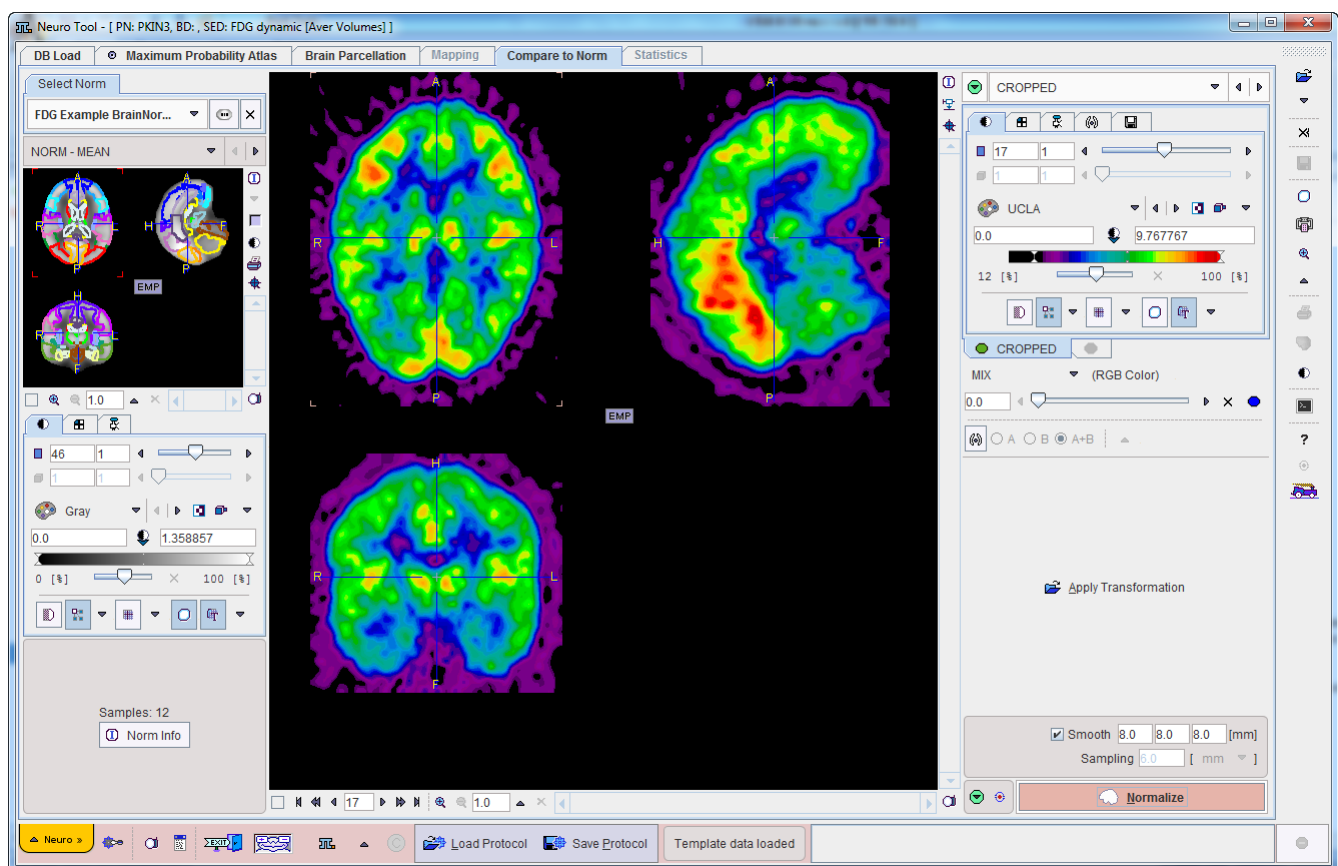 Neuro Tool - [ PN: PKIN3, BD: , SED: FDG dynamic [Aver Volumes] ]
DB Load
Maximum Probability Atlas
Brain Parcellation
Mapping
Compare to Norm
Statistics
Select Norm
FDG Example BrainNor...
NORM - MEAN
A
R
L
P
A
H
F
P
EMP
H
R
L
F
1.0
46 1
1 1
Gray
0.0 1.358857
0 [%] 100 [%]
Samples: 12
Norm Info
A
R
L
P
A
H
F
P
EMP
H
R
L
F
17
1.0
CROPPED
17 1
1 1
UCLA
0.0 9.767767
12 [%] 100 [%]
CROPPED
MIX (RGB Color)
0.0
A B A+B
Apply Transformation
Smooth 8.0 8.0 8.0 [mm]
Sampling 6.0 [ mm ]
Normalize
?
Neuro »
EXIT
Load Protocol
Save Protocol
Template data loaded